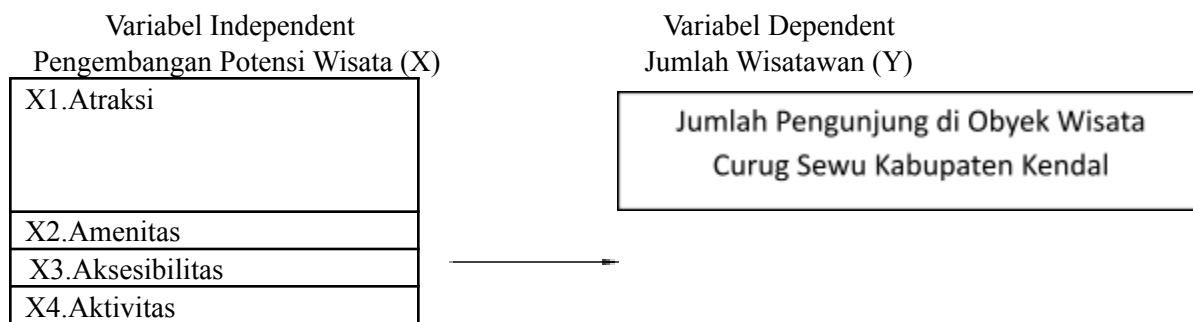 Variabel Independent
Pengembangan Potensi Wisata (X)
Variabel Dependent
Jumlah Wisatawan (Y)
X1.Atraksi
X2.Amenitas
X3.Aksesibilitas
X4.Aktivitas
Jumlah Pengunjung di Obyek Wisata
Curug Sewu Kabupaten Kendal